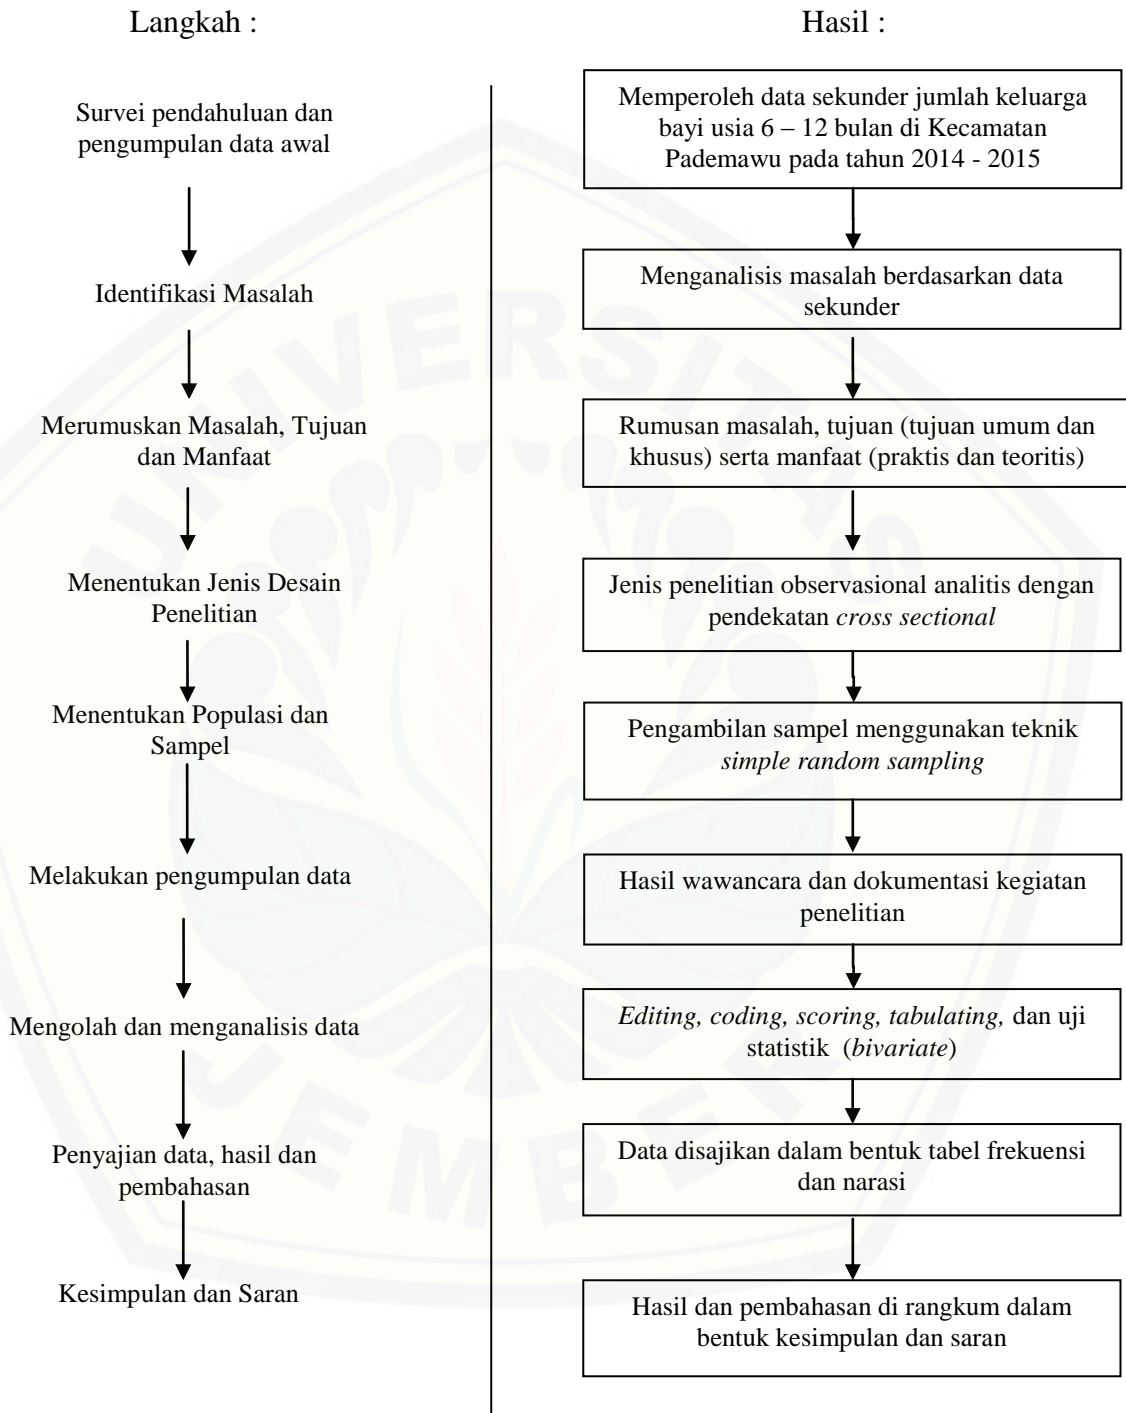 Langkah :
Survei pendahuluan dan
pengumpulan data awal
Identifikasi Masalah
Merumuskan Masalah, Tujuan
dan Manfaat
Menentukan Jenis Desain
Penelitian
Menentukan Populasi dan
Sampel
Melakukan pengumpulan data
Mengolah dan menganalisis data
Penyajian data, hasil dan
pembahasan
Kesimpulan dan Saran
Hasil :
Memperoleh data sekunder jumlah keluarga
bayi usia 6 – 12 bulan di Kecamatan
Pademawu pada tahun 2014 - 2015
Menganalisis masalah berdasarkan data
sekunder
Rumusan masalah, tujuan (tujuan umum dan
khusus) serta manfaat (praktis dan teoritis)
Jenis penelitian observasional analitis dengan
pendekatan cross sectional
Pengambilan sampel menggunakan teknik
simple random sampling
Hasil wawancara dan dokumentasi kegiatan
penelitian
Editing, coding, scoring, tabulating, dan uji
statistik (bivariate)
Data disajikan dalam bentuk tabel frekuensi
dan narasi
Hasil dan pembahasan di rangkum dalam
bentuk kesimpulan dan saran
UNIVERSITAS
JEMBER